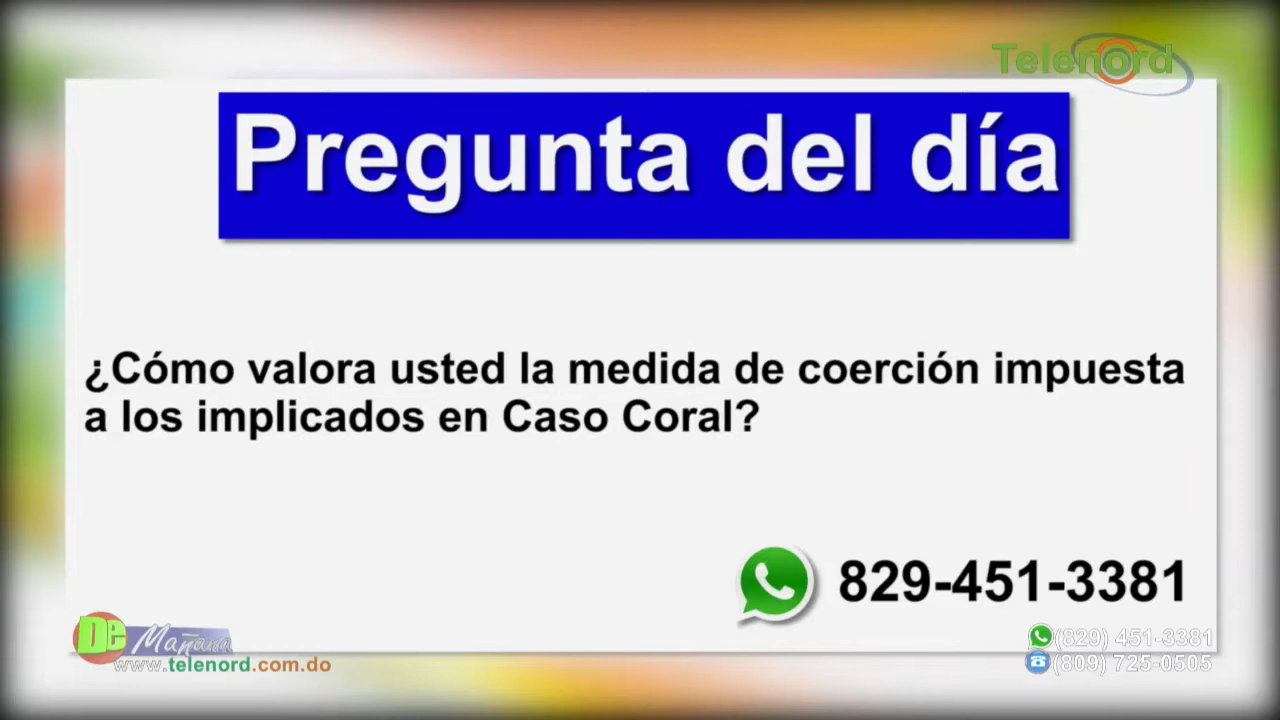 Telenord
Pregunta del día
¿Cómo valora usted la medida de coerción impuesta
a los implicados en Caso Coral?
829-451-3381
De Mañana
www.telenord.com.do
(829) 451-3381
(809) 725-0505